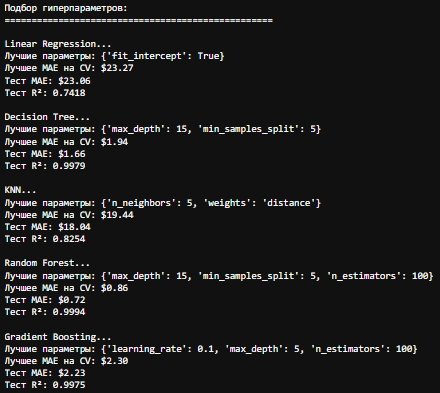 Подбор гиперпараметров:
==================================================
Linear Regression...
Лучшие параметры: {'fit_intercept': True}
Лучшее MAE на CV: $23.27
Тест MAE: $23.06
Тест R²: 0.7418
Decision Tree...
Лучшие параметры: {'max_depth': 15, 'min_samples_split': 5}
Лучшее MAE на CV: $1.94
Тест MAE: $1.66
Тест R²: 0.9979
KNN...
Лучшие параметры: {'n_neighbors': 5, 'weights': 'distance'}
Лучшее MAE на CV: $19.44
Тест MAE: $18.04
Тест R²: 0.8254
Random Forest...
Лучшие параметры: {'max_depth': 15, 'min_samples_split': 5, 'n_estimators': 100}
Лучшее MAE на CV: $0.86
Тест MAE: $0.72
Тест R²: 0.9994
Gradient Boosting...
Лучшие параметры: {'learning_rate': 0.1, 'max_depth': 5, 'n_estimators': 100}
Лучшее MAE на CV: $2.30
Тест MAE: $2.23
Тест R²: 0.9975